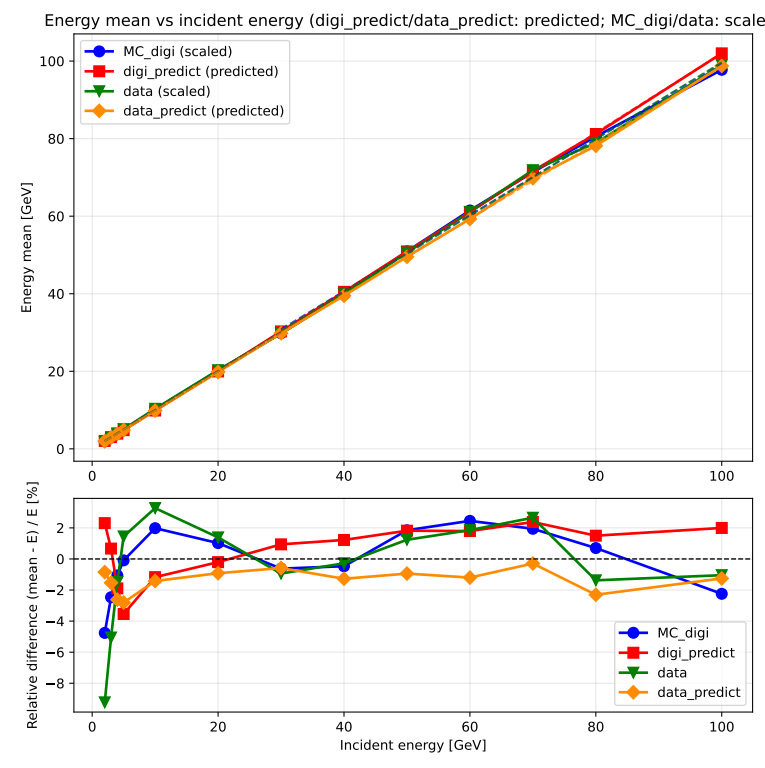 Energy mean vs incident energy (digi_predict/data_predict: predicted; MC_digi/data: scale
MC_digi (scaled)
digi_predict (predicted)
data (scaled)
data_predict (predicted)
Energy mean [GeV]
100
80
60
40
20
0
0 20 40 60 80 100
Relative difference (mean - E) / E [%]
2
0
−2
−4
−6
−8
MC_digi
digi_predict
data
data_predict
0 20 40 60 80 100
Incident energy [GeV]